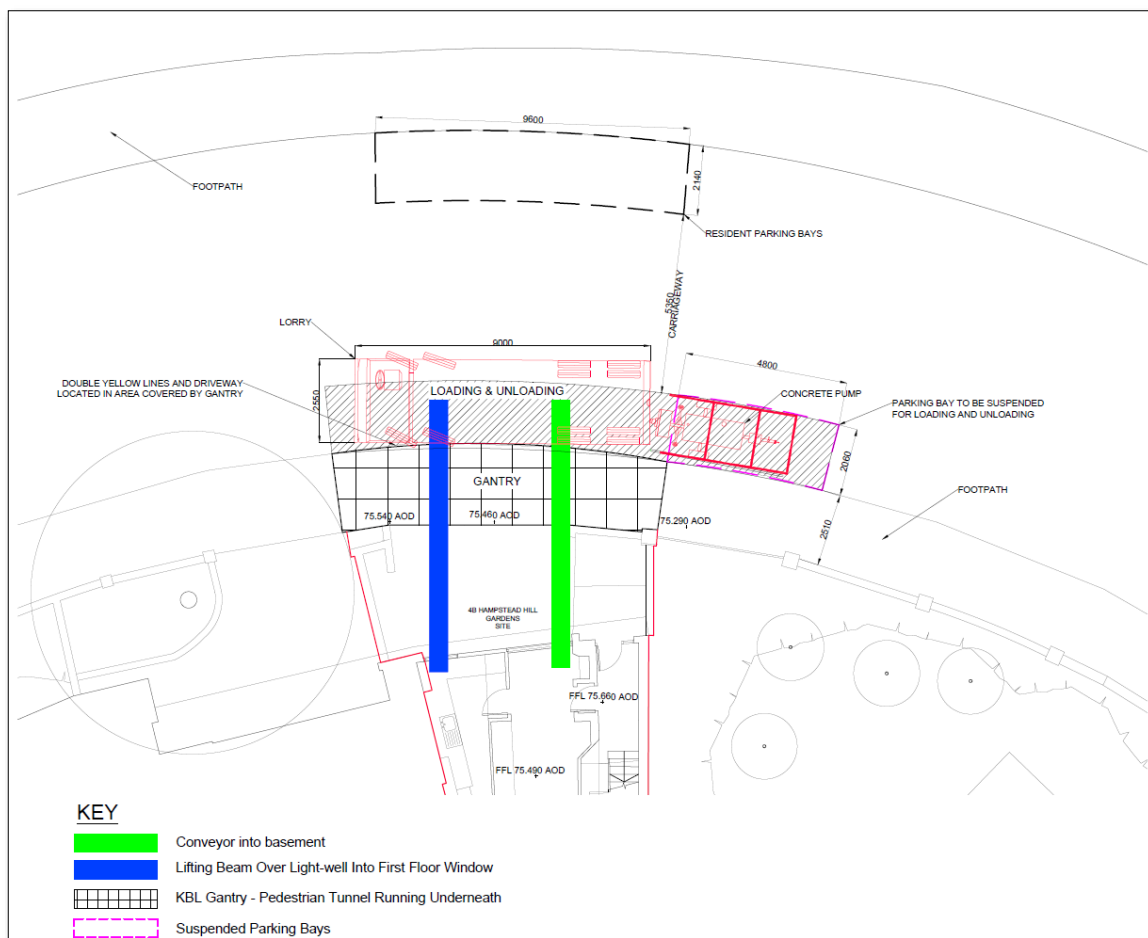 9600
2140
FOOTPATH
RESIDENT PARKING BAYS
5350
CARRIAGEWAY
LORRY
9000
4800
DOUBLE YELLOW LINES AND DRIVEWAY
LOCATED IN AREA COVERED BY GANTRY
2550
LOADING & UNLOADING
CONCRETE PUMP
PARKING BAY TO BE SUSPENDED
FOR LOADING AND UNLOADING
2060
GANTRY
FOOTPATH
75.540 AOD
75.460 AOD
75.290 AOD
2510
4B HAMPSTEAD HILL
GARDENS
SITE
FFL 75.660 AOD
FFL 75.490 AOD
KEY
Conveyor into basement
Lifting Beam Over Light-well Into First Floor Window
KBL Gantry - Pedestrian Tunnel Running Underneath
Suspended Parking Bays